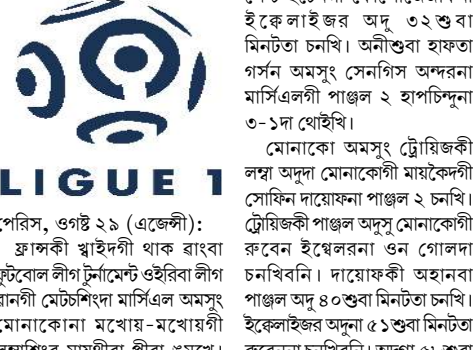 LIGUE 1
পেরিস, ওগষ্ট ২৯ (এজেন্সী):
ফ্রান্সকী খ্বাইদগী থাক ৱাংবা
ফুটবোল লীগ টুর্নামেন্ট ওইরিবা লীগ
ৱানগী মেটচশিংদা মার্সিএল অমসুং
মোনাকোনা মখোয়-মখোয়গী
ইক্বেলাইজর অদু ৩২শুবা
মিনটতা চনখি। অনীশুবা হাফতা
গর্সন অমসুং সেনগিস অন্দরনা
মার্সিএলগী পাঞ্জল ২ হাপচিন্দুনা
৩-১দা থোইখি।
মোনাকো অমসুং ট্রোয়িজকী
লম্বা অদুদা মোনাকোগী মায়কৈদগী
সোফিন দায়োফনা পাঞ্জল ২ চনখি।
ট্রোয়িজকী পাঞ্জল অদুসু মোনাকোগী
রুবেন ইগ্বেলরনা ওন গোলদা
চনখিবনি। দায়োফকী অহানবা
পাঞ্জল অদু ৪০শুবা মিনটতা চনখি।
ইক্বেলাইজর অদুনা ৫১শুবা মিনটতা